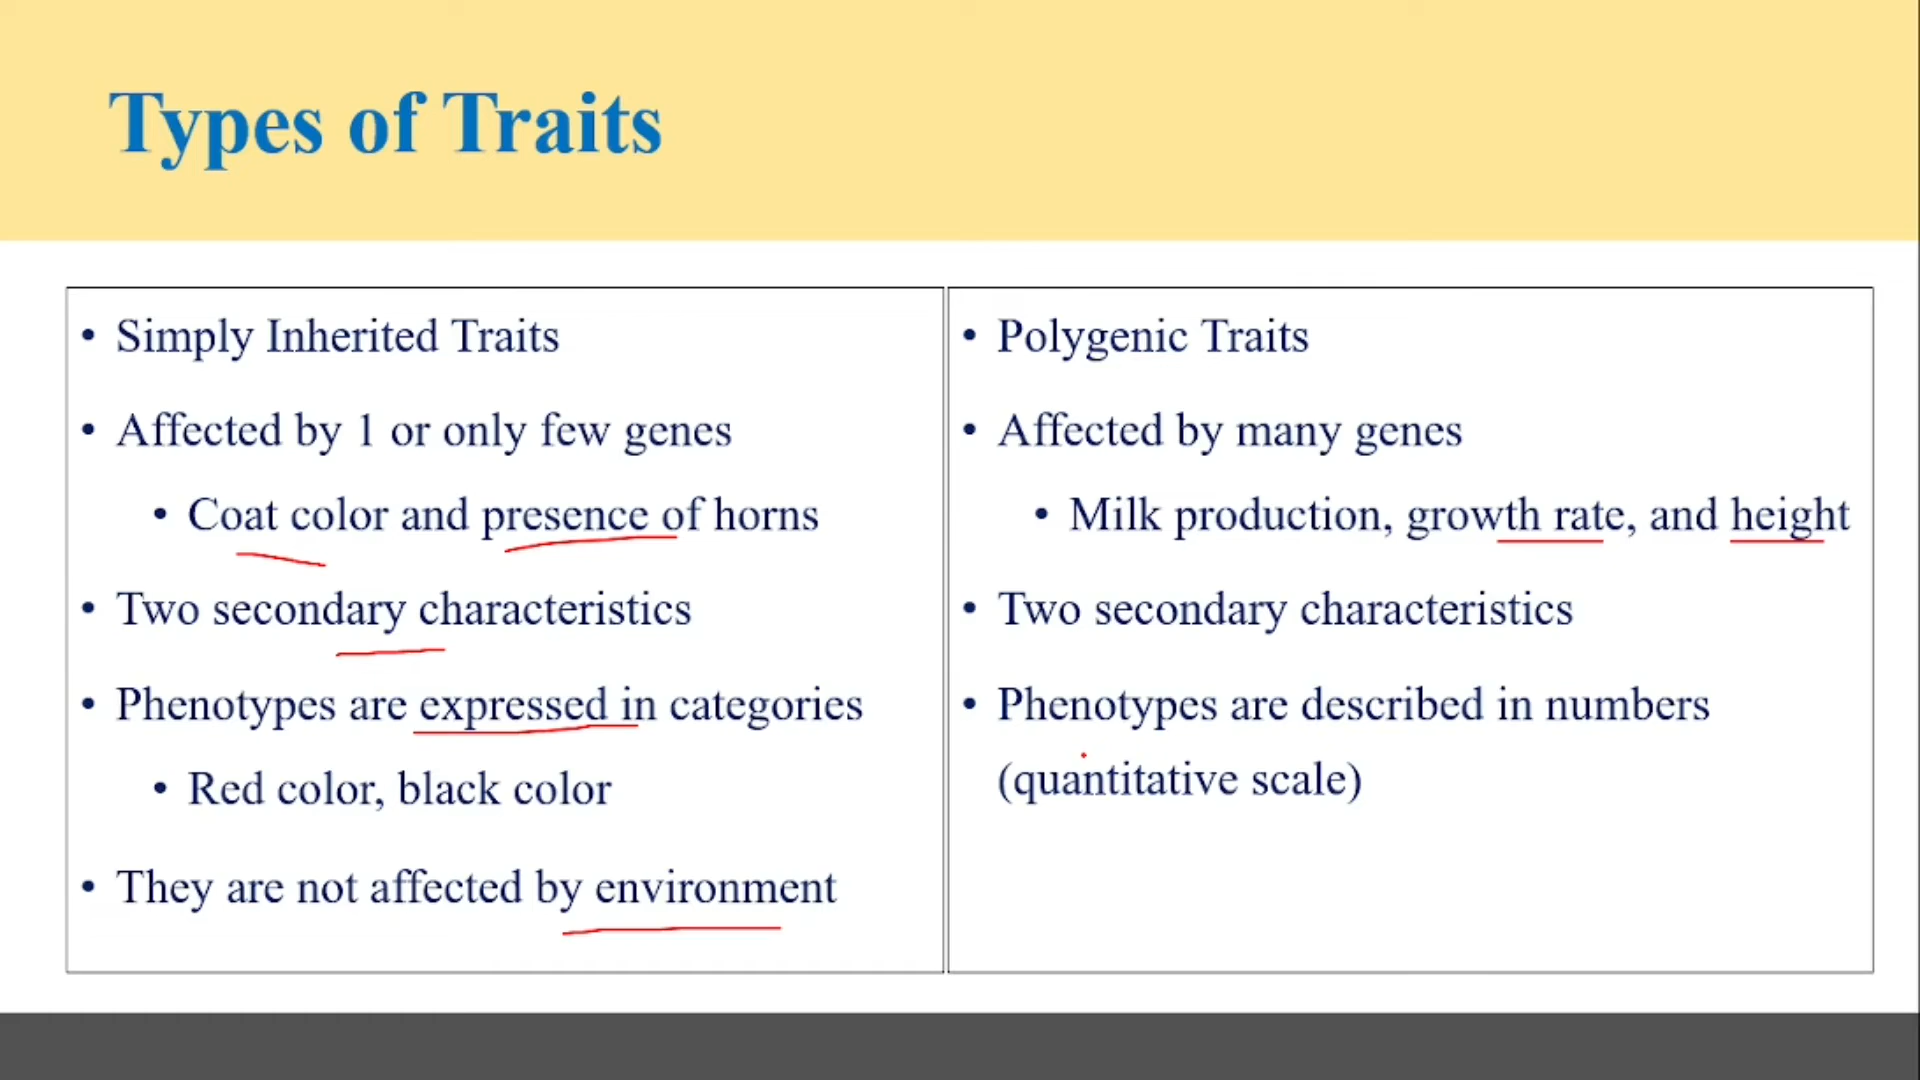 Types of Traits
• Simply Inherited Traits
• Affected by 1 or only few genes
• Coat color and presence of horns
• Two secondary characteristics
• Phenotypes are expressed in categories
• Red color, black color
• They are not affected by environment
• Polygenic Traits
• Affected by many genes
• Milk production, growth rate, and height
• Two secondary characteristics
• Phenotypes are described in numbers
(quantitative scale)